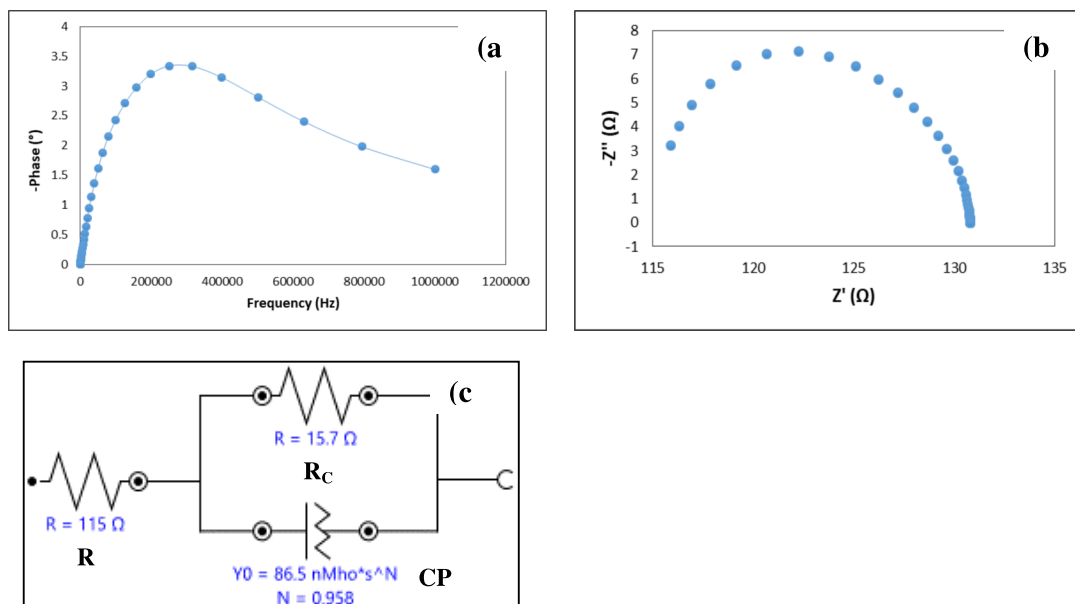 (a
4
3.5
3
2.5
2
1.5
1
0.5
0
-Phase (°)
0 200000 400000 600000 800000 1000000 1200000
Frequency (Hz)
(b
8
7
6
5
4
3
2
1
0
-1
-Z'' (Ω)
115 120 125 130 135
Z' (Ω)
(c
R = 15.7 Ω
R_C
R = 115 Ω
R
Y0 = 86.5 nMho*s^N
CP
N = 0.958